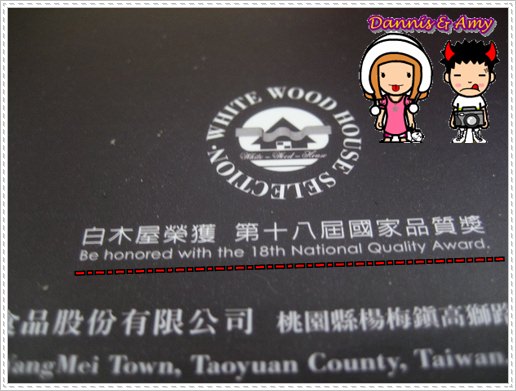 Dannis & Amy
WHITE WOOD HOUSE SELECTION·
White - Wood - House
白木屋榮獲 第十八屆國家品質獎
Be honored with the 18th National Quality Award.
食品股份有限公司 桃園縣楊梅鎮高獅路
YangMei Town, Taoyuan County, Taiwan,